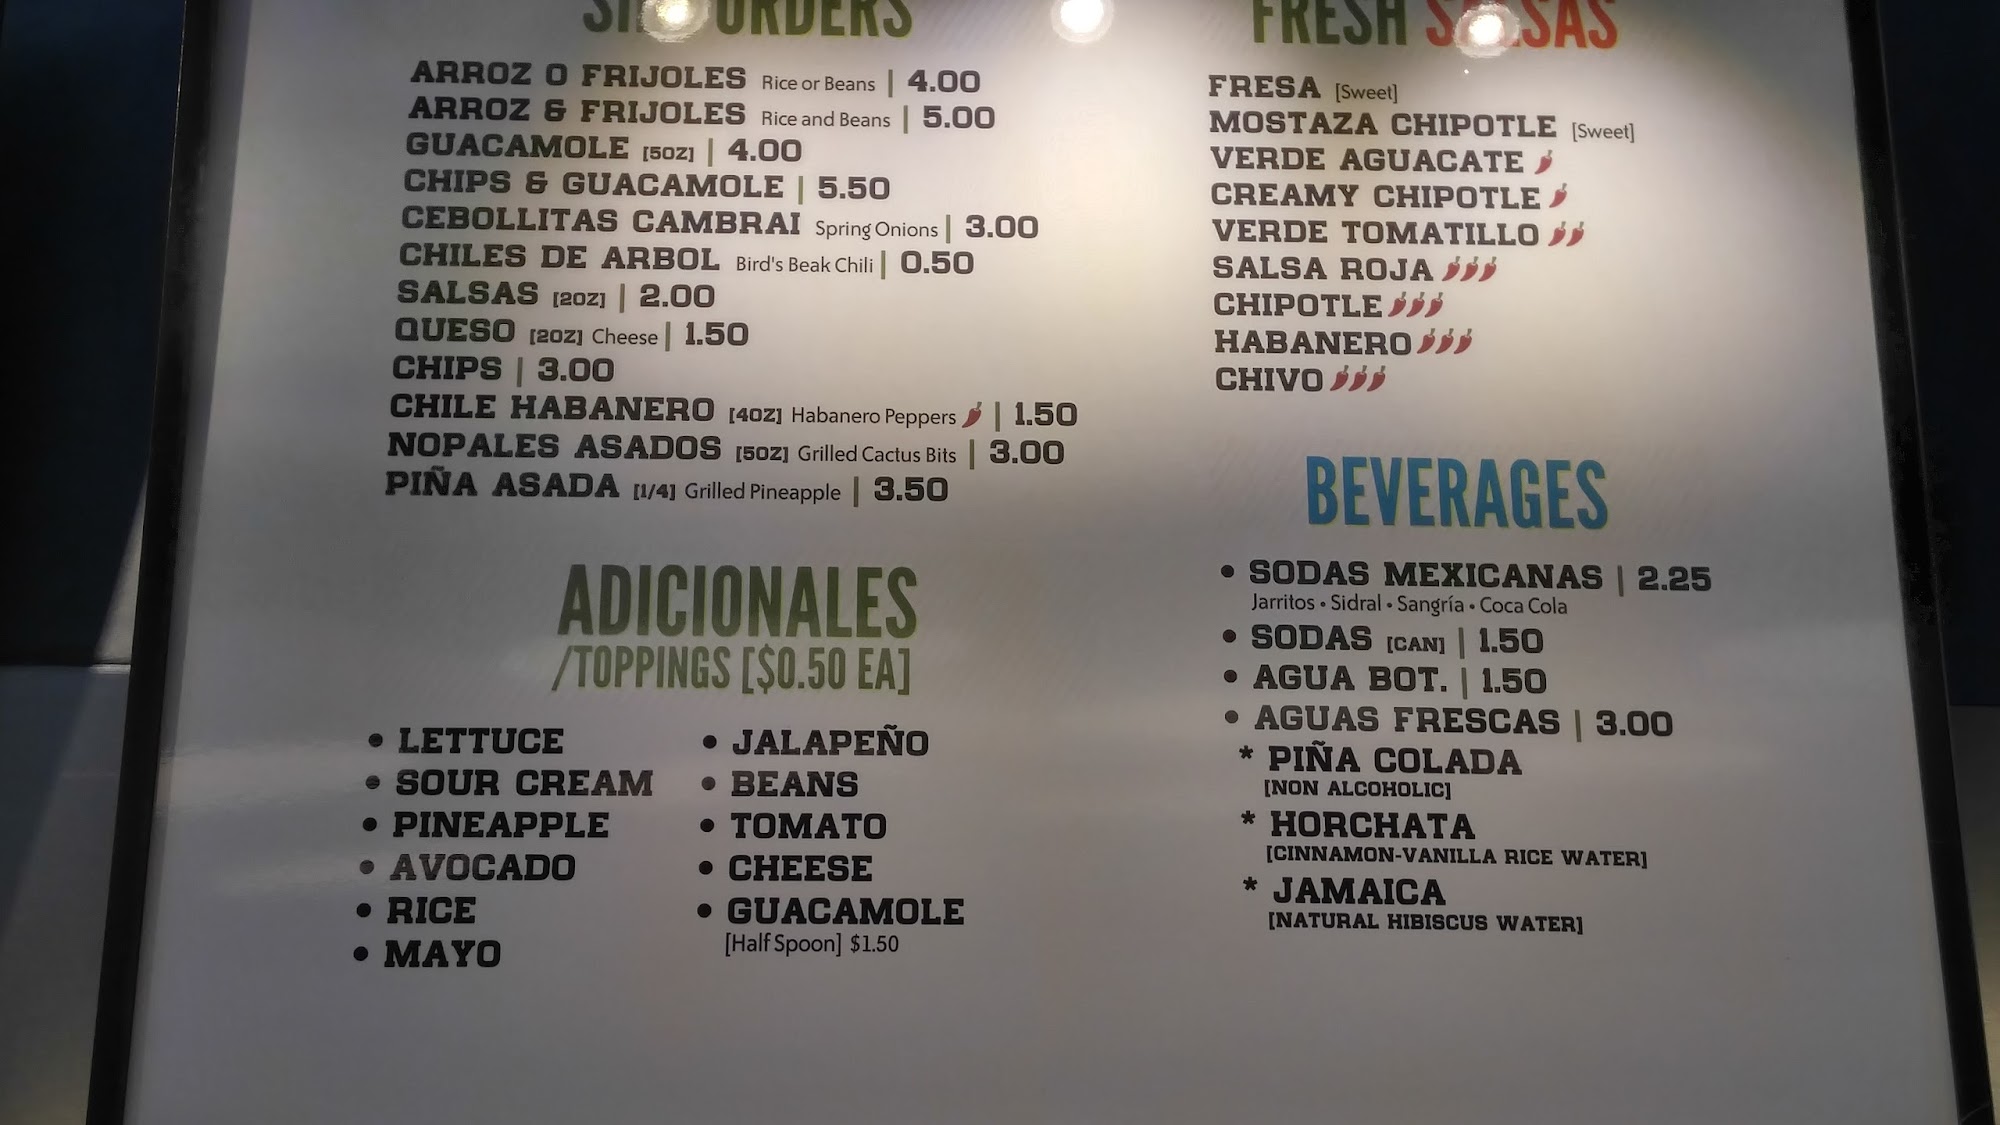 ORDERS
ARROZ O FRIJOLES Rice or Beans | 4.00
ARROZ & FRIJOLES Rice and Beans | 5.00
GUACAMOLE [5OZ] | 4.00
CHIPS & GUACAMOLE | 5.50
CEBOLLITAS CAMBRAI Spring Onions | 3.00
CHILES DE ARBOL Bird's Beak Chili | 0.50
SALSAS [2OZ] | 2.00
QUESO [2OZ] Cheese | 1.50
CHIPS | 3.00
CHILE HABANERO [4OZ] Habanero Peppers | 1.50
NOPALES ASADOS [5OZ] Grilled Cactus Bits | 3.00
PIÑA ASADA [1/4] Grilled Pineapple | 3.50
ADICIONALES
/TOPPINGS [$0.50 EA]
• LETTUCE
• SOUR CREAM
• PINEAPPLE
• AVOCADO
• RICE
• MAYO
• JALAPEÑO
• BEANS
• TOMATO
• CHEESE
• GUACAMOLE
[Half Spoon] $1.50
FRESH SALSAS
FRESA [Sweet]
MOSTAZA CHIPOTLE [Sweet]
VERDE AGUACATE
CREAMY CHIPOTLE
VERDE TOMATILLO
SALSA ROJA
CHIPOTLE
HABANERO
CHIVO
BEVERAGES
• SODAS MEXICANAS | 2.25
Jarritos • Sidral • Sangría • Coca Cola
• SODAS [CAN] | 1.50
• AGUA BOT. | 1.50
• AGUAS FRESCAS | 3.00
* PIÑA COLADA
[NON ALCOHOLIC]
* HORCHATA
[CINNAMON-VANILLA RICE WATER]
* JAMAICA
[NATURAL HIBISCUS WATER]